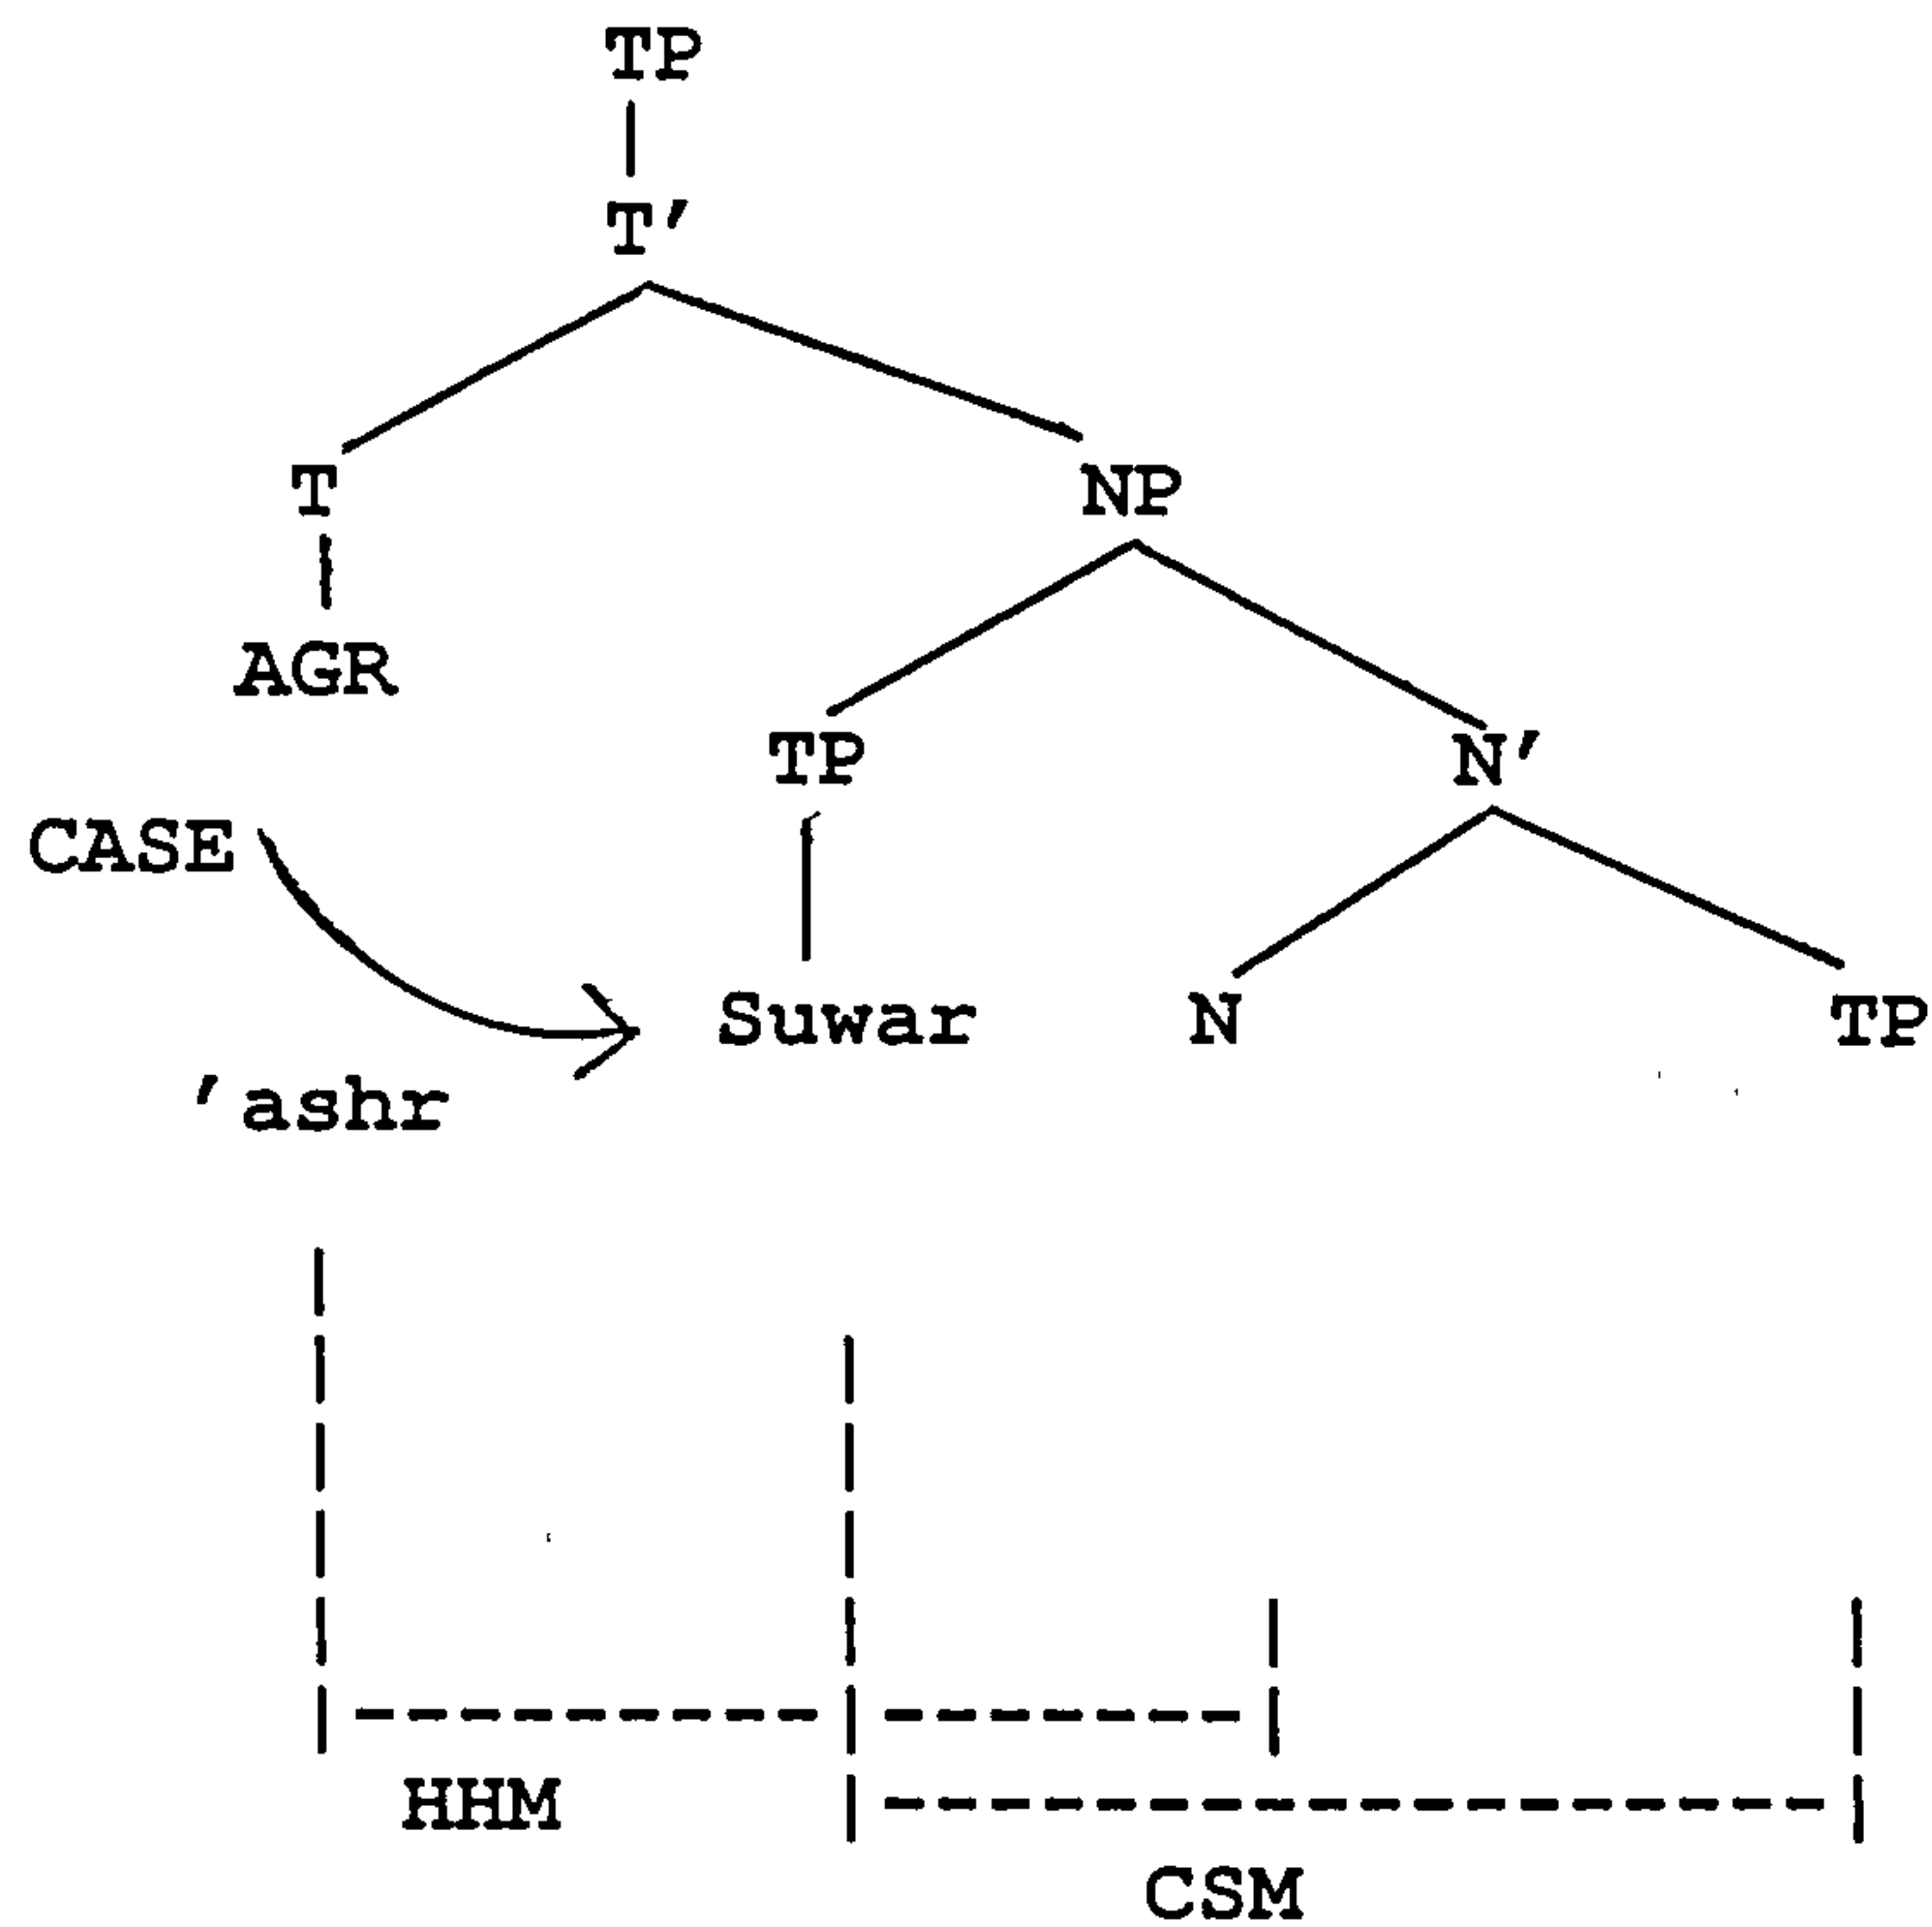 TP
T'
T NP
AGR
TP N'
CASE
Suwar N TP
'ashr
HHM
CSM